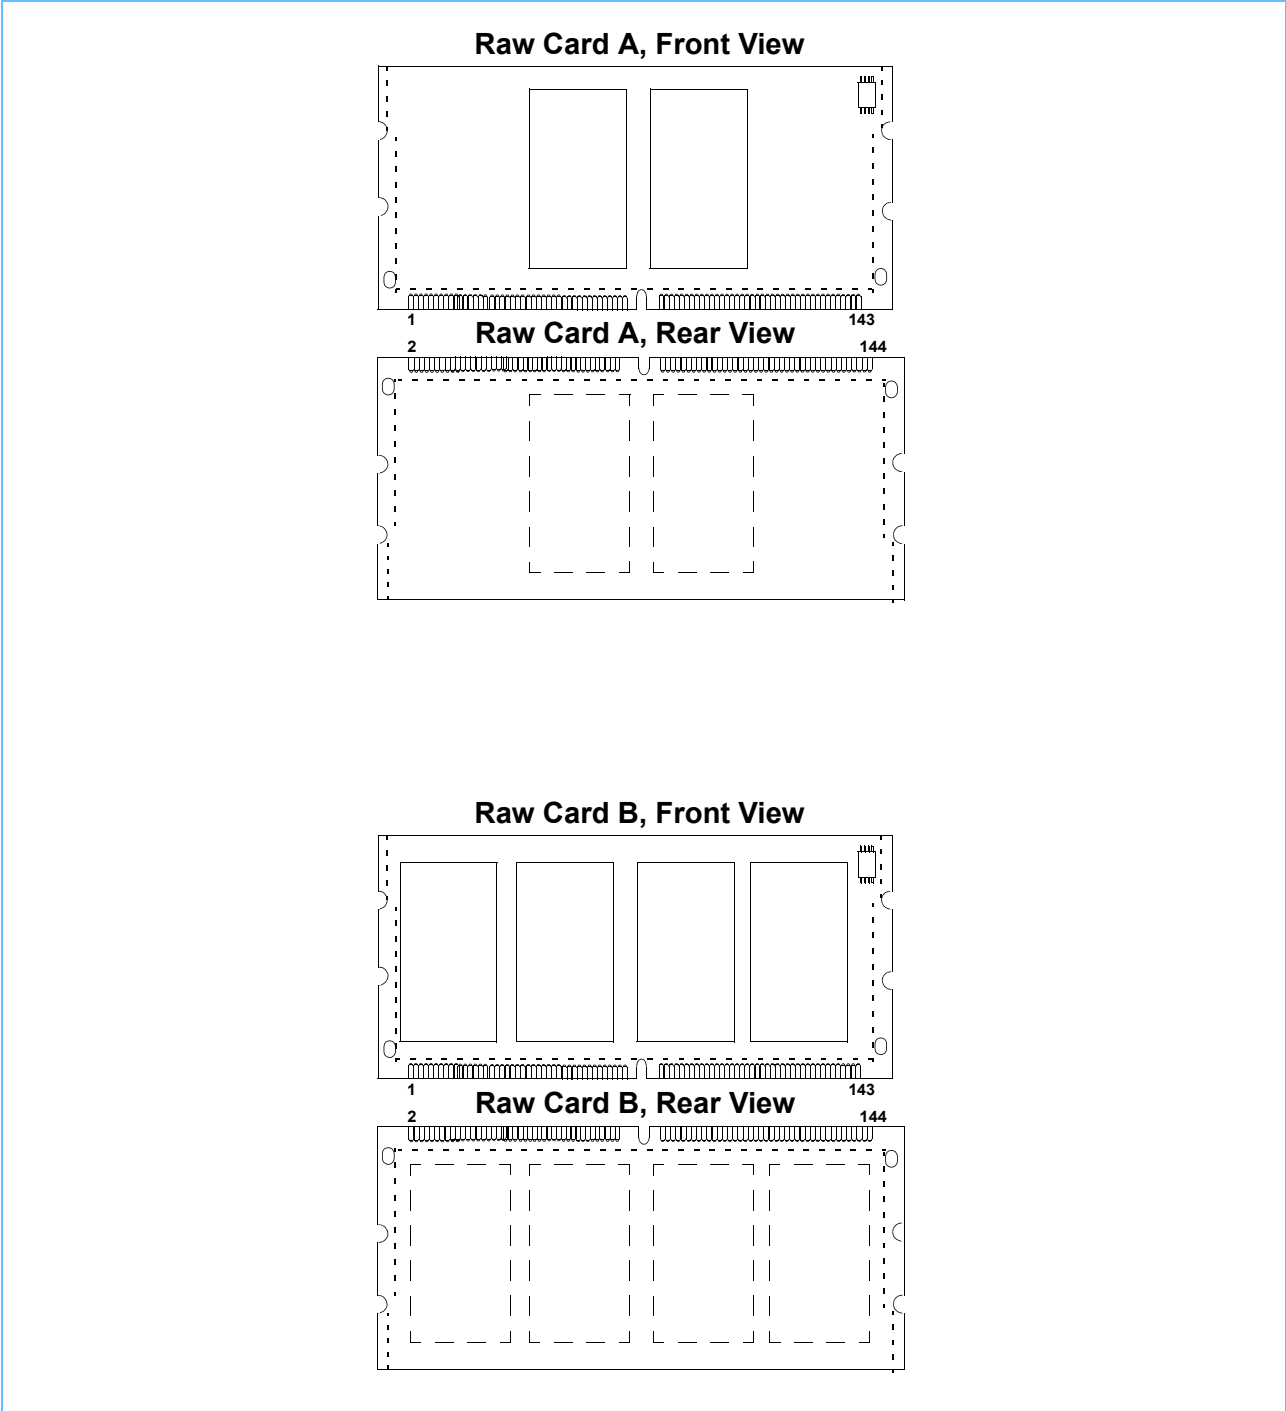 Raw Card A, Front View
1 143
Raw Card A, Rear View
2 144
Raw Card B, Front View
1 143
Raw Card B, Rear View
2 144